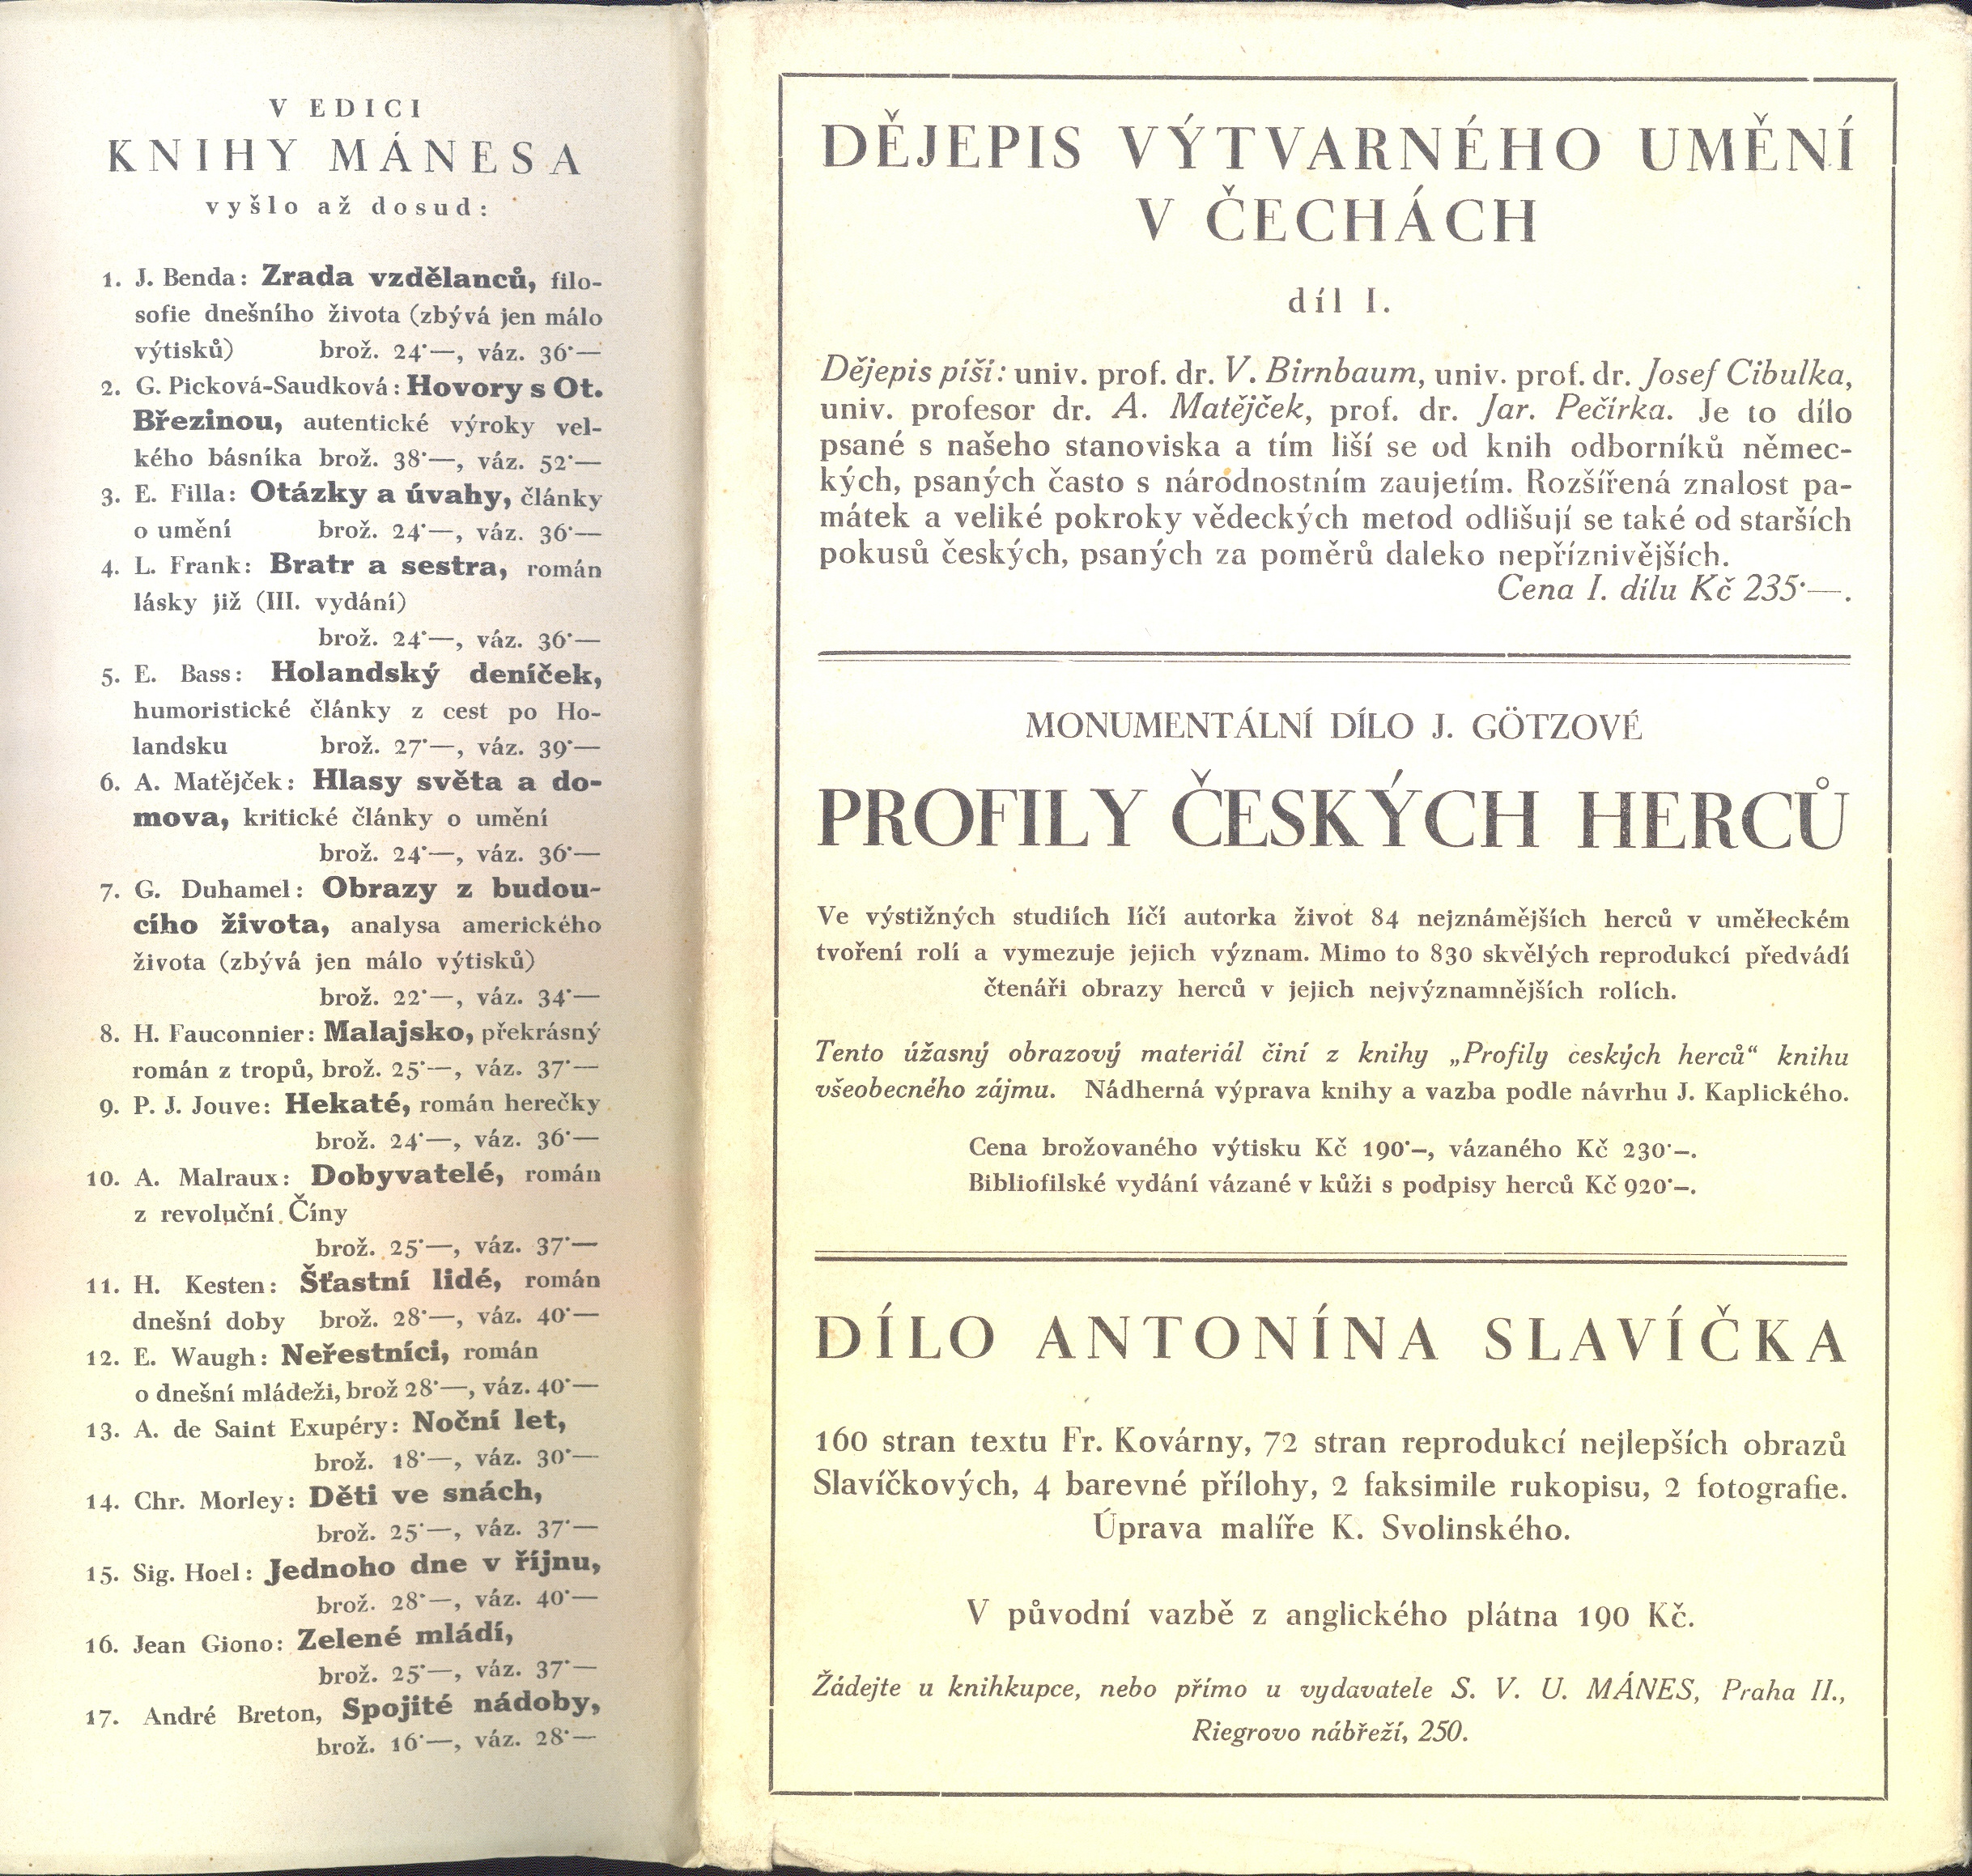 V EDICI
KNIHY MÁNESA
vyšlo až dosud:
1. J. Benda: Zrada vzdělanců, filo-
sofie dnešního života (zbývá jen málo
výtisků) brož. 24·—, váz. 36·—
2. G. Picková-Saudková: Hovory s Ot.
Březinou, autentické výroky vel-
kého básníka brož. 38·—, váz. 52·—
3. E. Filla: Otázky a úvahy, články
o umění brož. 24·—, váz. 36·—
4. L. Frank: Bratr a sestra, román
lásky již (III. vydání)
brož. 24·—, váz. 36·—
5. E. Bass: Holandský deníček,
humoristické články z cest po Ho-
landsku brož. 27·—, váz. 39·—
6. A. Matějček: Hlasy světa a do-
mova, kritické články o umění
brož. 24·—, váz. 36·—
7. G. Duhamel: Obrazy z budou-
cího života, analysa amerického
života (zbývá jen málo výtisků)
brož. 22·—, váz. 34·—
8. H. Fauconnier: Malajsko, překrásný
román z tropů, brož. 25·—, váz. 37·—
9. P. J. Jouve: Hekaté, román herečky
brož. 24·—, váz. 36·—
10. A. Malraux: Dobyvatelé, román
z revoluční Číny
brož. 25·—, váz. 37·—
11. H. Kesten: Šťastní lidé, román
dnešní doby brož. 28·—, váz. 40·—
12. E. Waugh: Neřestníci, román
o dnešní mládeži, brož 28·—, váz. 40·—
13. A. de Saint Exupéry: Noční let,
brož. 18·—, váz. 30·—
14. Chr. Morley: Děti ve snách,
brož. 25·—, váz. 37·—
15. Sig. Hoel: Jednoho dne v říjnu,
brož. 28·—, váz. 40·—
16. Jean Giono: Zelené mládí,
brož. 25·—, váz. 37·—
17. André Breton, Spojité nádoby,
brož. 16·—, váz. 28·—
DĚJEPIS VÝTVARNÉHO UMĚNÍ
V ČECHÁCH
díl I.
Dějepis píší: univ. prof. dr. V. Birnbaum, univ. prof. dr. Josef Cibulka,
univ. profesor dr. A. Matějček, prof. dr. Jar. Pečírka. Je to dílo
psané s našeho stanoviska a tím liší se od knih odborníků němec-
kých, psaných často s národnostním zaujetím. Rozšířená znalost pa-
mátek a veliké pokroky vědeckých metod odlišují se také od starších
pokusů českých, psaných za poměrů daleko nepříznivějších.
Cena I. dílu Kč 235·—.
MONUMENTÁLNÍ DÍLO J. GÖTZOVÉ
PROFILY ČESKÝCH HERCŮ
Ve výstižných studiích líčí autorka život 84 nejznámějších herců v uměleckém
tvoření rolí a vymezuje jejich význam. Mimo to 830 skvělých reprodukcí předvádí
čtenáři obrazy herců v jejich nejvýznamnějších rolích.
Tento úžasný obrazový materiál činí z knihy „Profily českých herců“ knihu
všeobecného zájmu. Nádherná výprava knihy a vazba podle návrhu J. Kaplického.
Cena brožovaného výtisku Kč 190·–, vázaného Kč 230·–.
Bibliofilské vydání vázané v kůži s podpisy herců Kč 920·–.
DÍLO ANTONÍNA SLAVÍČKA
160 stran textu Fr. Kovárny, 72 stran reprodukcí nejlepších obrazů
Slavíčkových, 4 barevné přílohy, 2 faksimile rukopisu, 2 fotografie.
Úprava malíře K. Svolinského.
V původní vazbě z anglického plátna 190 Kč.
Žádejte u knihkupce, nebo přímo u vydavatele S. V. U. MÁNES, Praha II.,
Riegrovo nábřeží, 250.